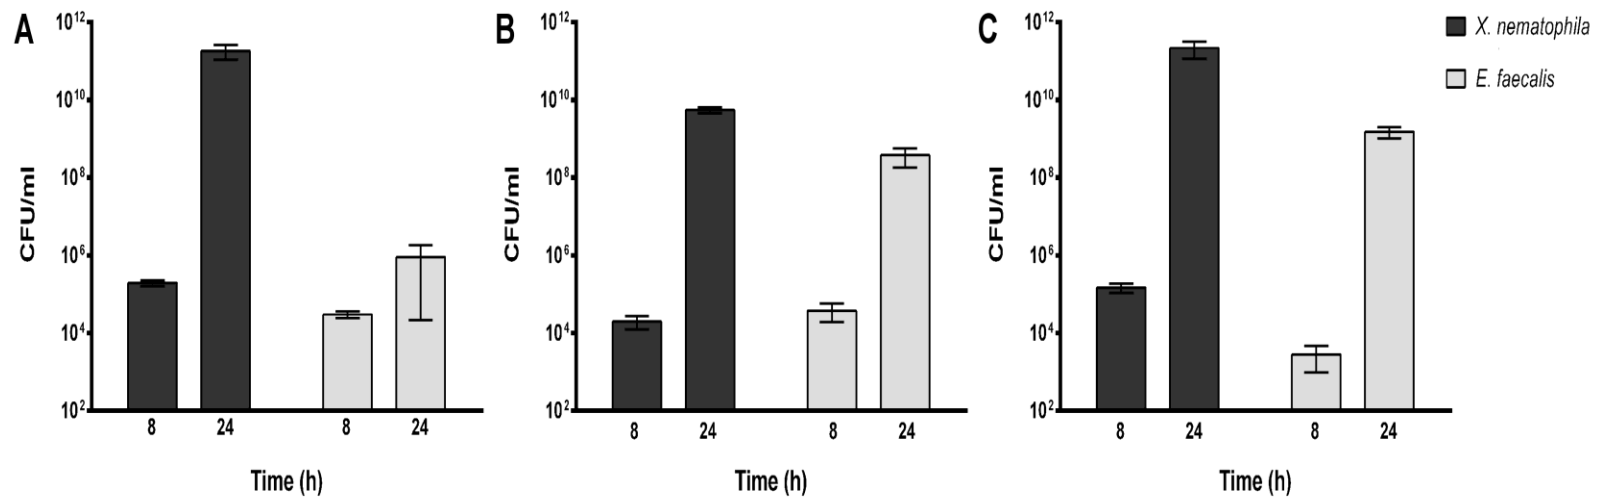 A
10¹²
10¹⁰
10⁸
10⁶
10⁴
10²
CFU/ml
8
24
8
24
Time (h)
B
10¹²
10¹⁰
10⁸
10⁶
10⁴
10²
CFU/ml
8
24
8
24
Time (h)
C
10¹²
10¹⁰
10⁸
10⁶
10⁴
10²
CFU/ml
8
24
8
24
Time (h)
X. nematophila
E. faecalis